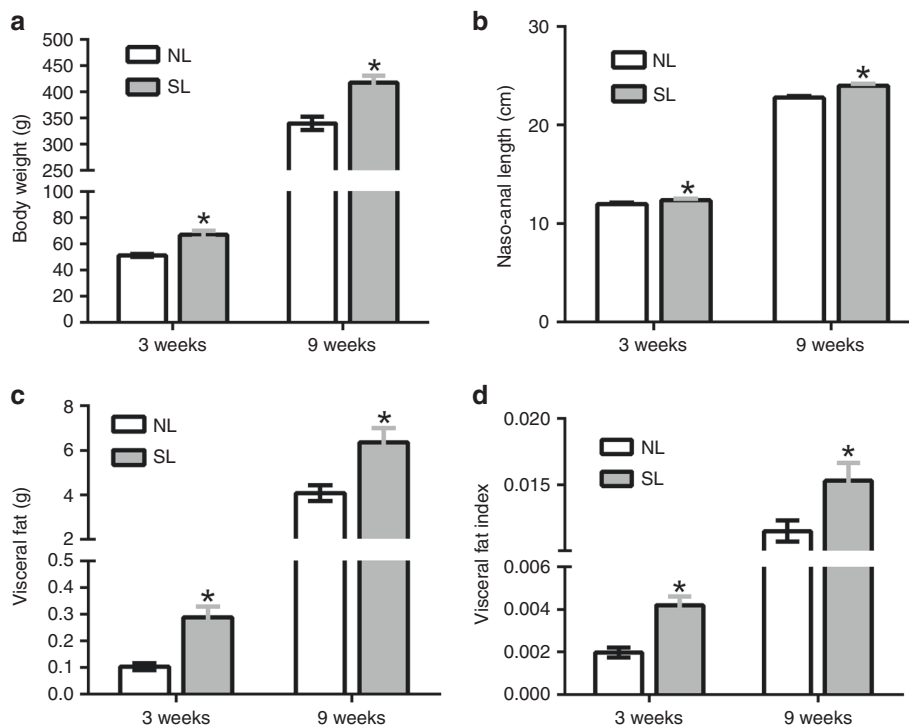 a
Body weight (g)
500
450
400
350
300
250
100
80
60
40
20
0
NL
SL
*
*
3 weeks
9 weeks
b
Naso-anal length (cm)
30
20
10
0
NL
SL
*
*
3 weeks
9 weeks
c
Visceral fat (g)
8
6
4
2
0.5
0.4
0.3
0.2
0.1
0.0
NL
SL
*
*
3 weeks
9 weeks
d
Visceral fat index
0.020
0.015
0.006
0.004
0.002
0.000
NL
SL
*
*
3 weeks
9 weeks